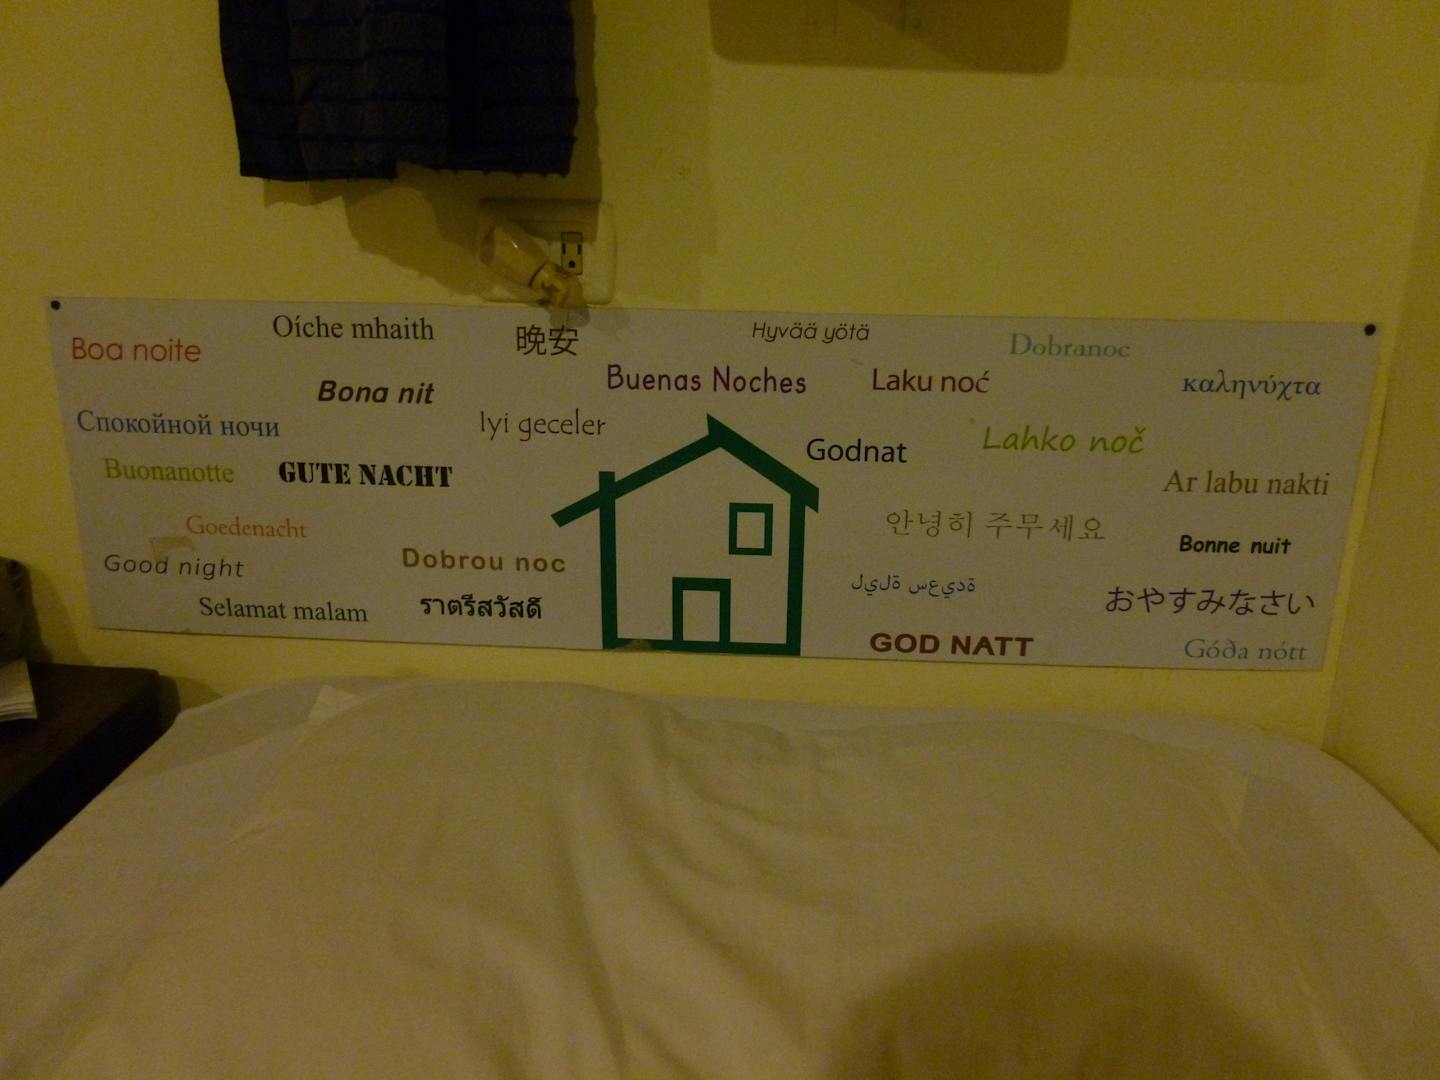 Boa noite
Oíche mhaith
晩安
Hyvää yötä
Dobranoc
Bona nit
Buenas Noches
Laku noć
καληνύχτα
Спокойной ночи
Iyi geceler
Godnat
Lahko noč
Buonanotte
GUTE NACHT
Ar labu nakti
Goedenacht
안녕히 주무세요
Bonne nuit
Good night
Dobrou noc
ةديعس ةليل
おやすみなさい
Selamat malam
ราตรีสวัสดิ์
GOD NATT
Góða nótt